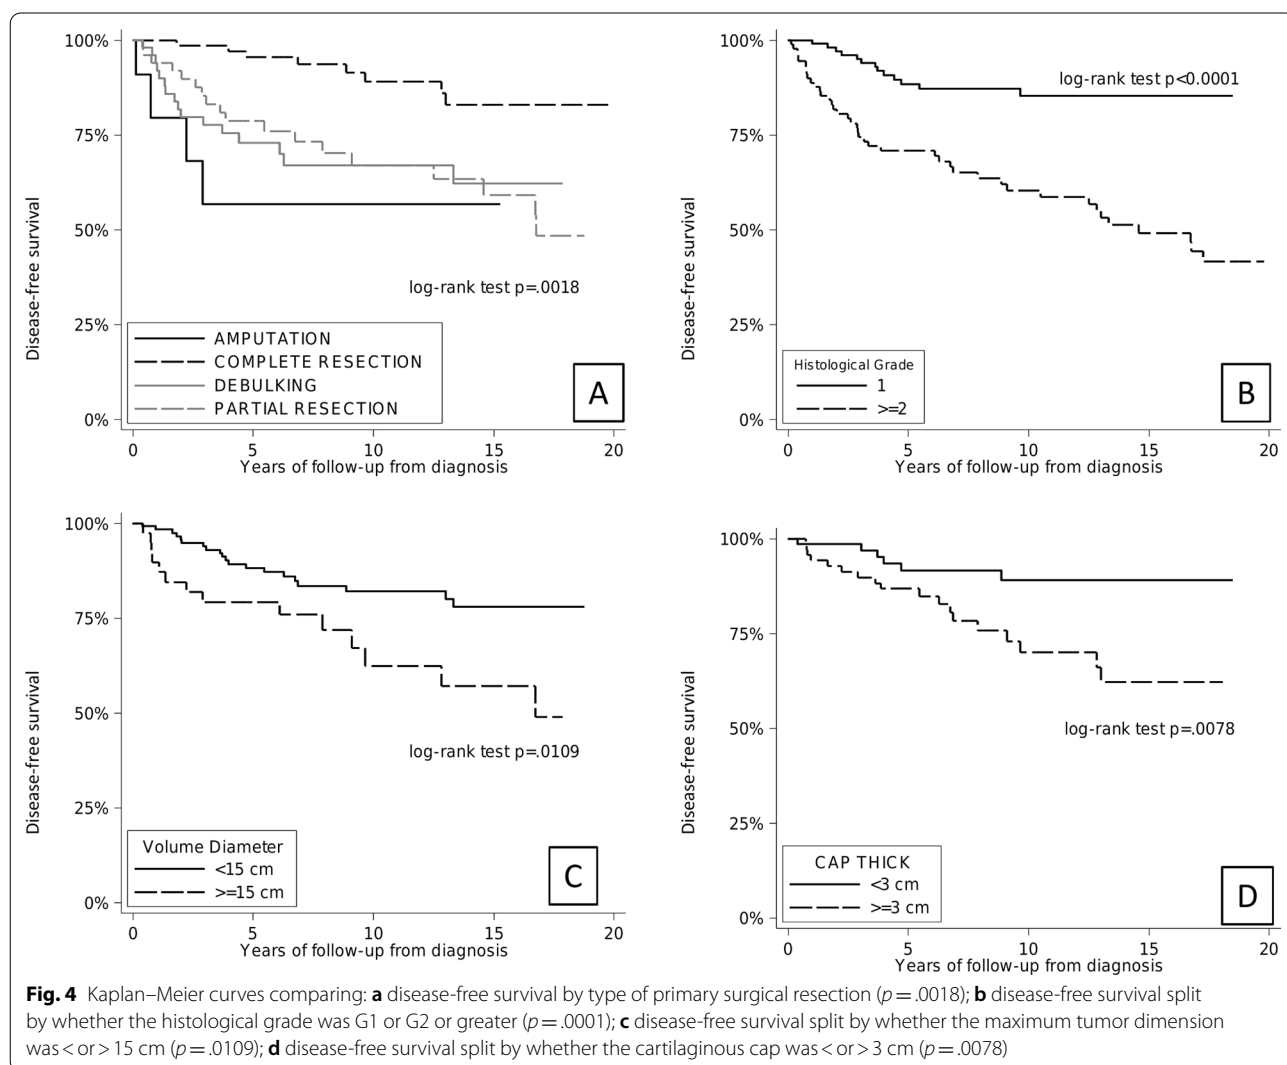 100%
75%
50%
25%
0%
Disease-free survival
log-rank test p=.0018
AMPUTATION
COMPLETE RESECTION
DEBULKING
PARTIAL RESECTION
A
0 5 10 15 20
Years of follow-up from diagnosis
100%
75%
50%
25%
0%
Disease-free survival
log-rank test p<0.0001
Histological Grade
1
>=2
B
0 5 10 15 20
Years of follow-up from diagnosis
100%
75%
50%
25%
0%
Disease-free survival
log-rank test p=.0109
Volume Diameter
<15 cm
>=15 cm
C
0 5 10 15 20
Years of follow-up from diagnosis
100%
75%
50%
25%
0%
Disease-free survival
log-rank test p=.0078
CAP THICK
<3 cm
>=3 cm
D
0 5 10 15 20
Years of follow-up from diagnosis
Fig. 4 Kaplan–Meier curves comparing: a disease-free survival by type of primary surgical resection (p = .0018); b disease-free survival split
by whether the histological grade was G1 or G2 or greater (p = .0001); c disease-free survival split by whether the maximum tumor dimension
was < or > 15 cm (p = .0109); d disease-free survival split by whether the cartilaginous cap was < or > 3 cm (p = .0078)